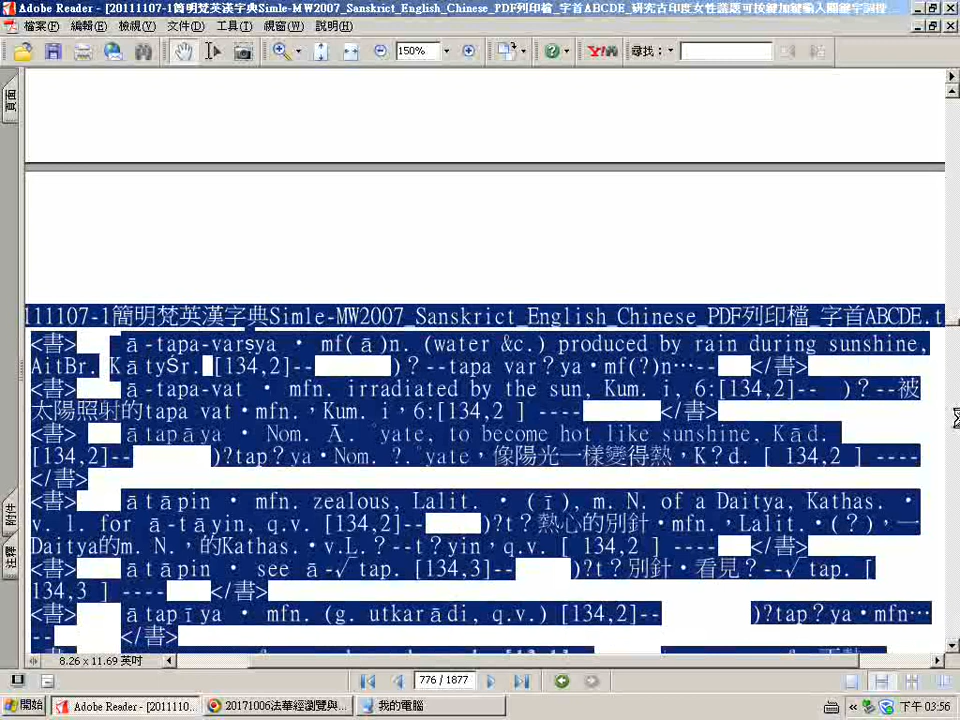 Adobe Reader - [20111107-1簡明梵英漢字典Simle-MW2007_Sanskrict_English_Chinese_PDF列印檔_字首ABCDE_研究古印度女性議題可按鍵加鍵輸入關鍵字詞搜
檔案(F) 編輯(E) 檢視(V) 文件(D) 工具(T) 視窗(W) 說明(H)
150% 尋找:
頁面
附件
注釋
111107-1簡明梵英漢字典Simle-MW2007_Sanskrict_English_Chinese_PDF列印檔_字首ABCDE.t
<書> ā-tapa-varsya • mf(ā)n. (water &c.) produced by rain during sunshine,
AitBr. KātyŚr. [134,2]-- )?--tapa var?ya•mf(?)n…-- </書>
<書> ā-tapa-vat • mfn. irradiated by the sun, Kum. i, 6:[134,2]-- )?--被
太陽照射的tapa vat•mfn.，Kum. i，6:[134,2 ] ---- </書>
<書> ātapāya • Nom. Ā. °yate, to become hot like sunshine, Kād.
[134,2]-- )?tap?ya•Nom. ?.°yate，像陽光一樣變得熱，K?d. [ 134,2 ] ----
</書>
<書> ātāpin • mfn. zealous, Lalit. • (ī), m. N. of a Daitya, Kathas. •
v. l. for ā-tāyin, q.v. [134,2]-- )?t?熱心的別針•mfn.，Lalit.•(?)，一
Daitya的m. N.，的Kathas.•v.L.?--t?yin，q.v. [ 134,2 ] ---- </書>
<書> ātāpin • see ā-√tap. [134,3]-- )?t?別針•看見?--√tap. [
134,3 ] ---- </書>
<書> ātapīya • mfn. (g. utkarādi, q.v.) [134,2]-- )?tap?ya•mfn…
-- </書>
8.26 x 11.69 英吋
776 / 1877
開始 Adobe Reader - [2011110... 20171006法華經瀏覽與... 我的電腦 下午 03:56